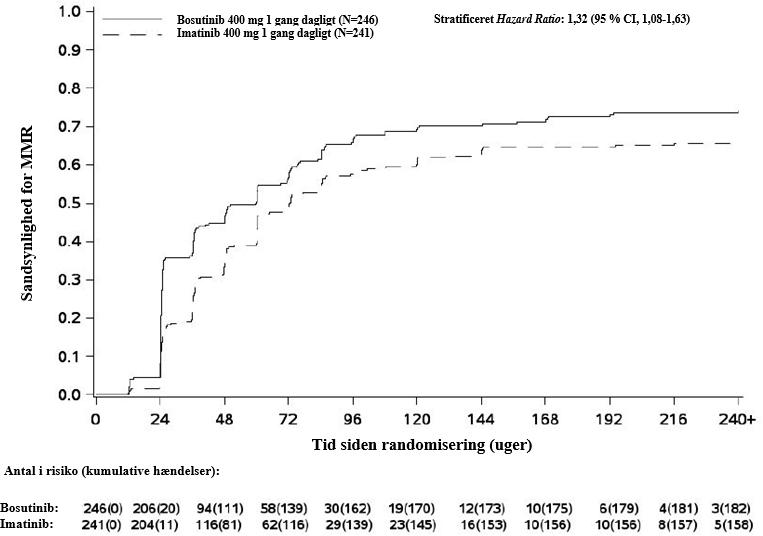 Bosutinib 400 mg 1 gang dagligt (N=246)
Imatinib 400 mg 1 gang dagligt (N=241)
Stratificeret Hazard Ratio: 1,32 (95 % CI, 1,08-1,63)
Sandsynlighed for MMR
1.0
0.9
0.8
0.7
0.6
0.5
0.4
0.3
0.2
0.1
0.0
0 24 48 72 96 120 144 168 192 216 240+
Tid siden randomisering (uger)
Antal i risiko (kumulative hændelser):
Bosutinib: 246(0) 206(20) 94(111) 58(139) 30(162) 19(170) 12(173) 10(175) 6(179) 4(181) 3(182)
Imatinib: 241(0) 204(11) 116(81) 62(116) 29(139) 23(145) 16(153) 10(156) 10(156) 8(157) 5(158)